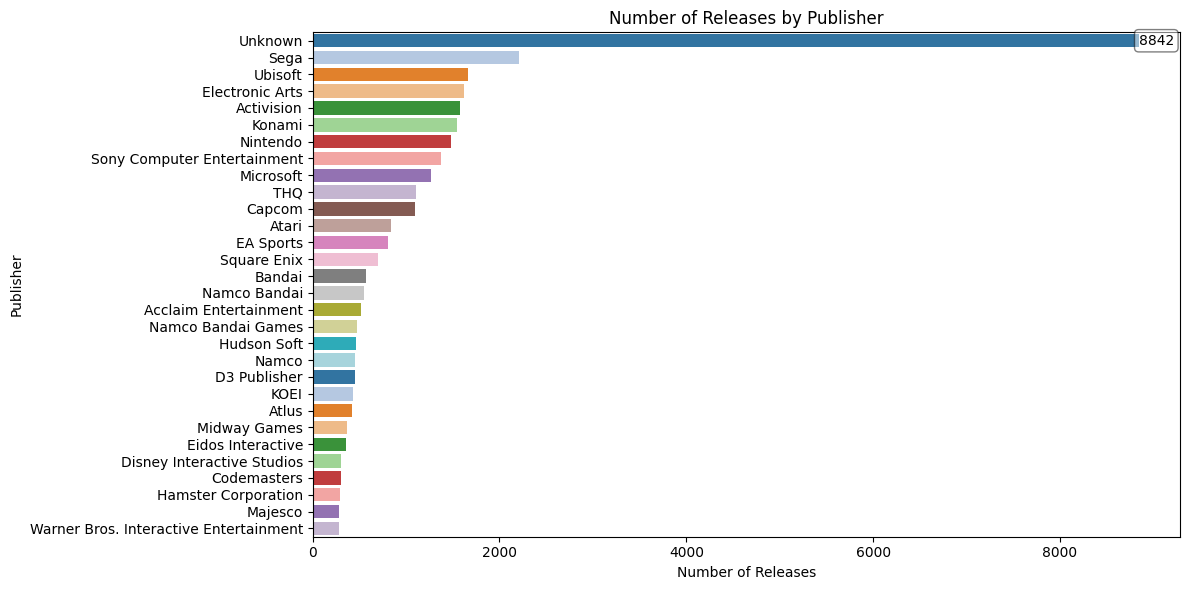 Number of Releases by Publisher
Publisher
Unknown
8842
Sega
Ubisoft
Electronic Arts
Activision
Konami
Nintendo
Sony Computer Entertainment
Microsoft
THQ
Capcom
Atari
EA Sports
Square Enix
Bandai
Namco Bandai
Acclaim Entertainment
Namco Bandai Games
Hudson Soft
Namco
D3 Publisher
KOEI
Atlus
Midway Games
Eidos Interactive
Disney Interactive Studios
Codemasters
Hamster Corporation
Majesco
Warner Bros. Interactive Entertainment
0 2000 4000 6000 8000
Number of Releases